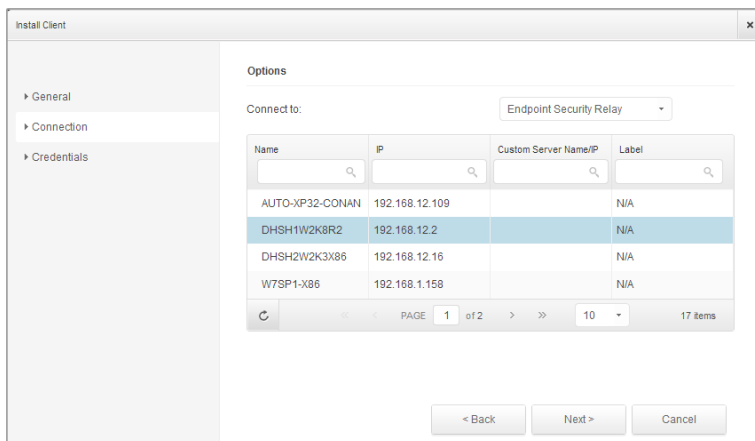 Install Client
x
General
Connection
Credentials
Options
Connect to: Endpoint Security Relay
Name IP Custom Server Name/IP Label
AUTO-XP32-CONAN 192.168.12.109 N/A
DHSH1W2K8R2 192.168.12.2 N/A
DHSH2W2K3X86 192.168.12.16 N/A
W7SP1-X86 192.168.1.158 N/A
PAGE 1 of 2 10 17 items
< Back Next > Cancel